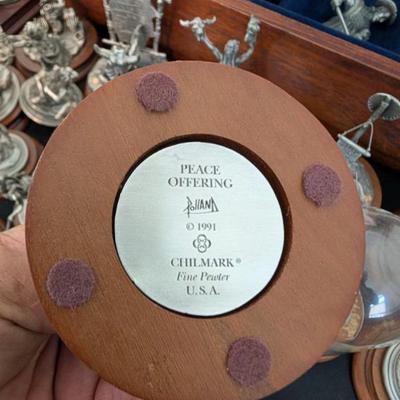 PEACE
OFFERING
Polland
© 1991
CHILMARK®
Fine Pewter
U.S.A.